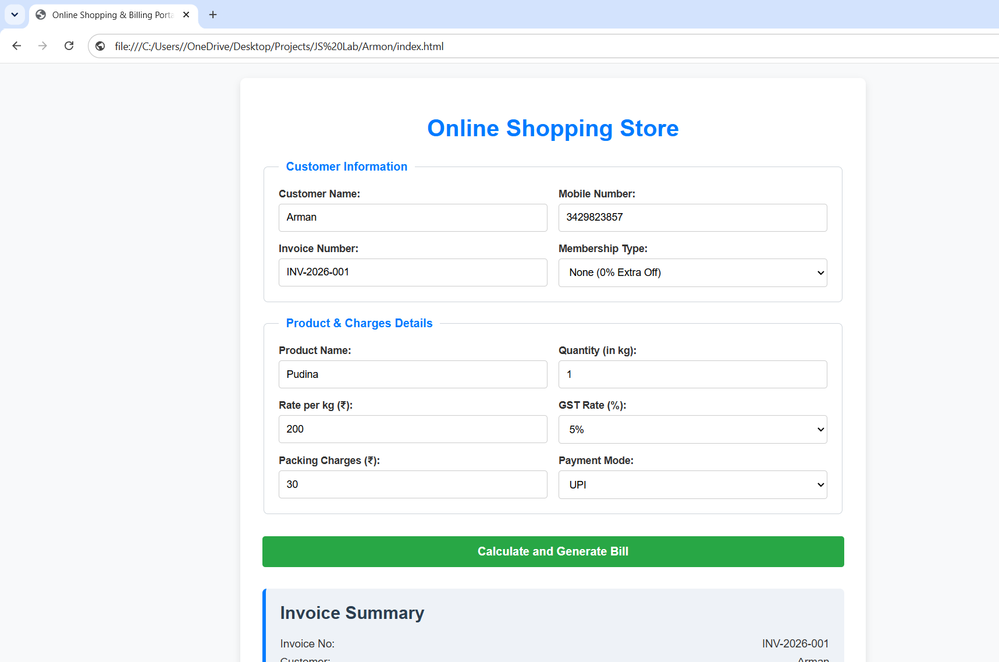 Online Shopping & Billing Porta
file:///C:/Users//OneDrive/Desktop/Projects/JS%20Lab/Armon/index.html
Online Shopping Store
Customer Information
Customer Name: Mobile Number:
Arman 3429823857
Invoice Number: Membership Type:
INV-2026-001 None (0% Extra Off)
Product & Charges Details
Product Name: Quantity (in kg):
Pudina 1
Rate per kg (₹): GST Rate (%):
200 5%
Packing Charges (₹): Payment Mode:
30 UPI
Calculate and Generate Bill
Invoice Summary
Invoice No: INV-2026-001
Customer: Arman